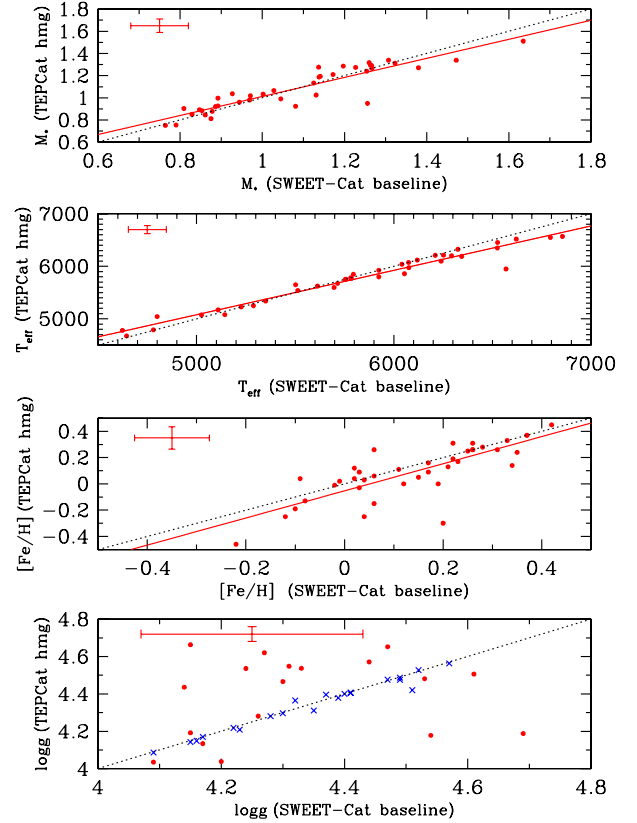 1.8
1.6
1.4
1.2
1
0.8
0.6
M⋆ (TEPCat hmg)
0.6 0.8 1 1.2 1.4 1.6 1.8
M⋆ (SWEET-Cat baseline)
7000
6000
5000
Teff (TEPCat hmg)
5000 6000 7000
Teff (SWEET-Cat baseline)
0.4
0.2
0
−0.2
−0.4
[Fe/H] (TEPCat hmg)
−0.4 −0.2 0 0.2 0.4
[Fe/H] (SWEET-Cat baseline)
4.8
4.6
4.4
4.2
4
logg (TEPCat hmg)
4 4.2 4.4 4.6 4.8
logg (SWEET-Cat baseline)